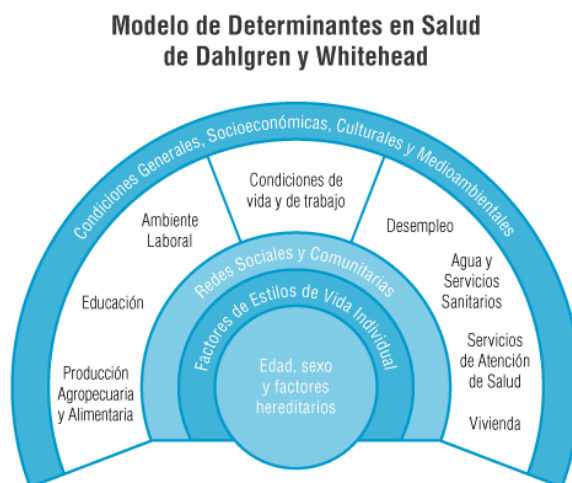 Modelo de Determinantes en Salud
de Dahlgren y Whitehead
Condiciones Generales, Socioeconómicas, Culturales y Medioambientales
Condiciones de
vida y de trabajo
Ambiente
Laboral
Desempleo
Redes Sociales y Comunitarias
Agua y
Servicios
Sanitarios
Educación
Factores de Estilos de Vida Individual
Servicios
de Atención
de Salud
Producción
Agropecuaria
y Alimentaria
Edad, sexo
y factores
hereditarios
Vivienda